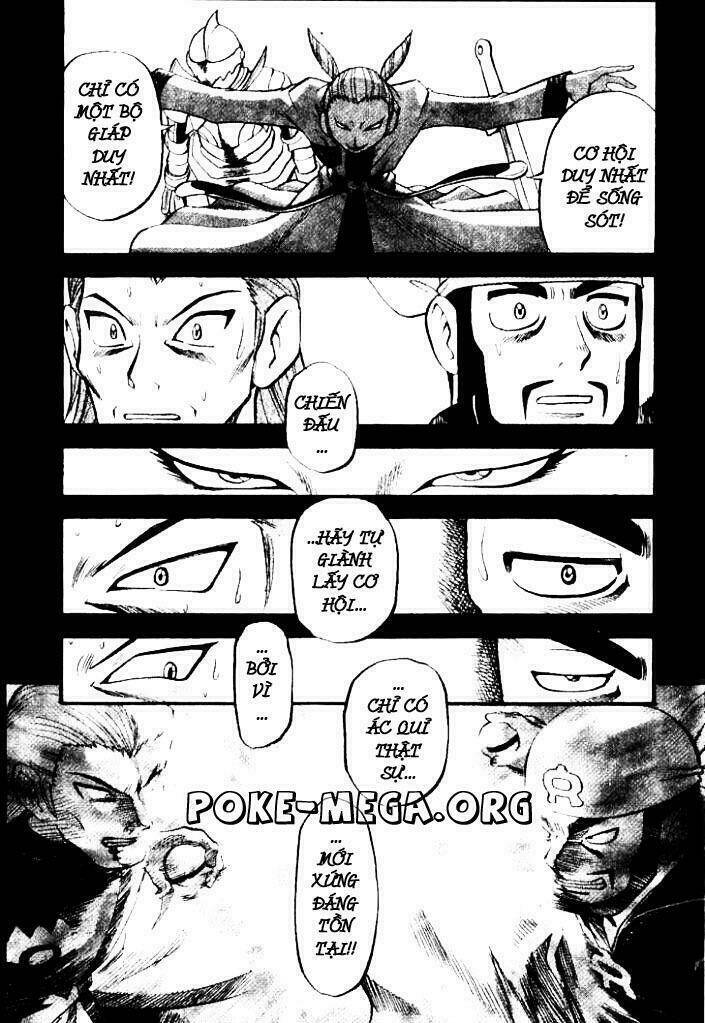 CHỈ CÓ
MỘT BỘ
GIÁP
DUY
NHẤT!
CƠ HỘI
DUY NHẤT
ĐỂ SỐNG
SÓT!
CHIẾN
ĐẤU
...
...HÃY TỰ
GIÀNH
LẤY CƠ
HỘI...
...
BỞI
VÌ
...
...
CHỈ CÓ
ÁC QUỈ
THẬT
SỰ...
POKE-MEGA.ORG
...
MỚI
XỨNG
ĐÁNG
TỒN
TẠI!!